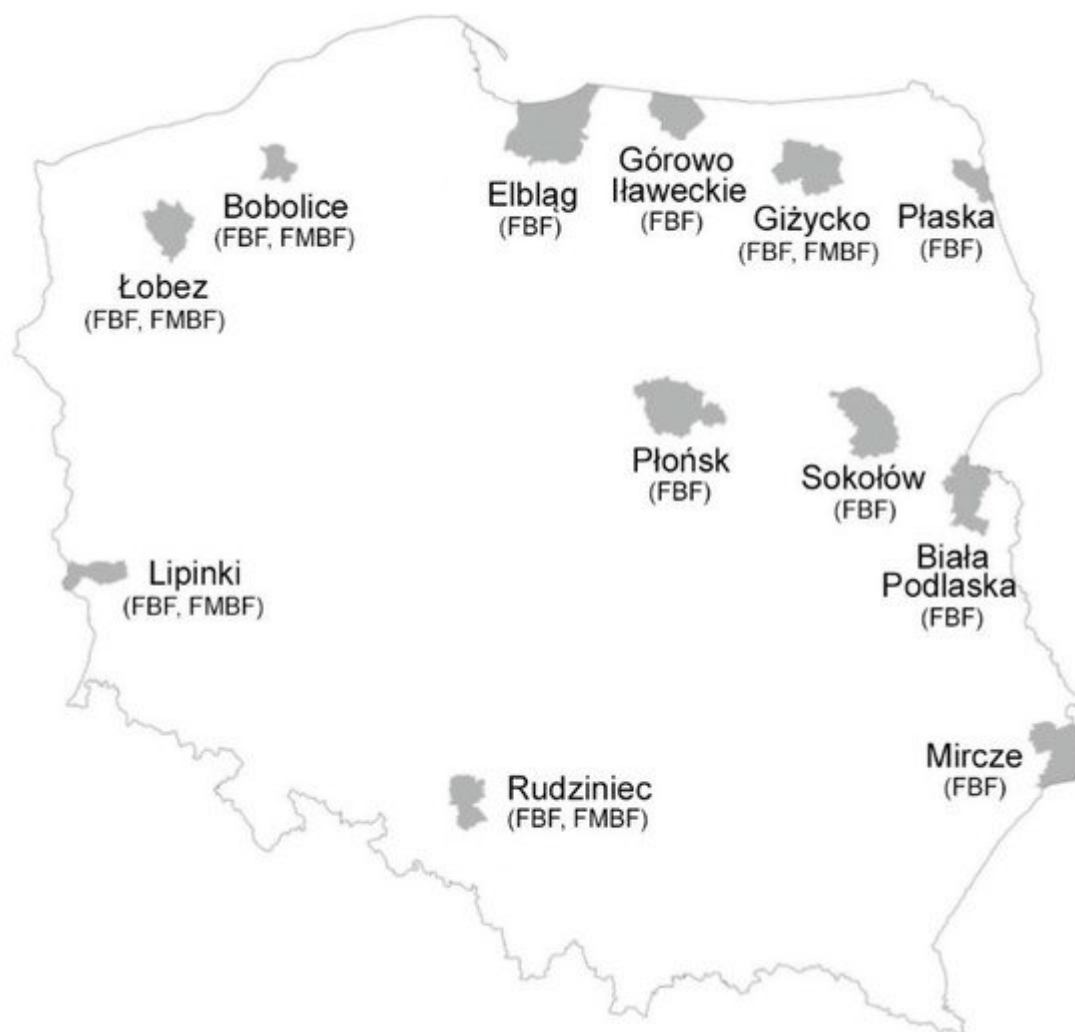 Bobolice
(FBF, FMBF)
Łobez
(FBF, FMBF)
Elbląg
(FBF)
Górowo
Iławeckie
(FBF)
Giżycko
(FBF, FMBF)
Płaska
(FBF)
Płońsk
(FBF)
Sokołów
(FBF)
Biała
Podlaska
(FBF)
Lipinki
(FBF, FMBF)
Mircze
(FBF)
Rudziniec
(FBF, FMBF)